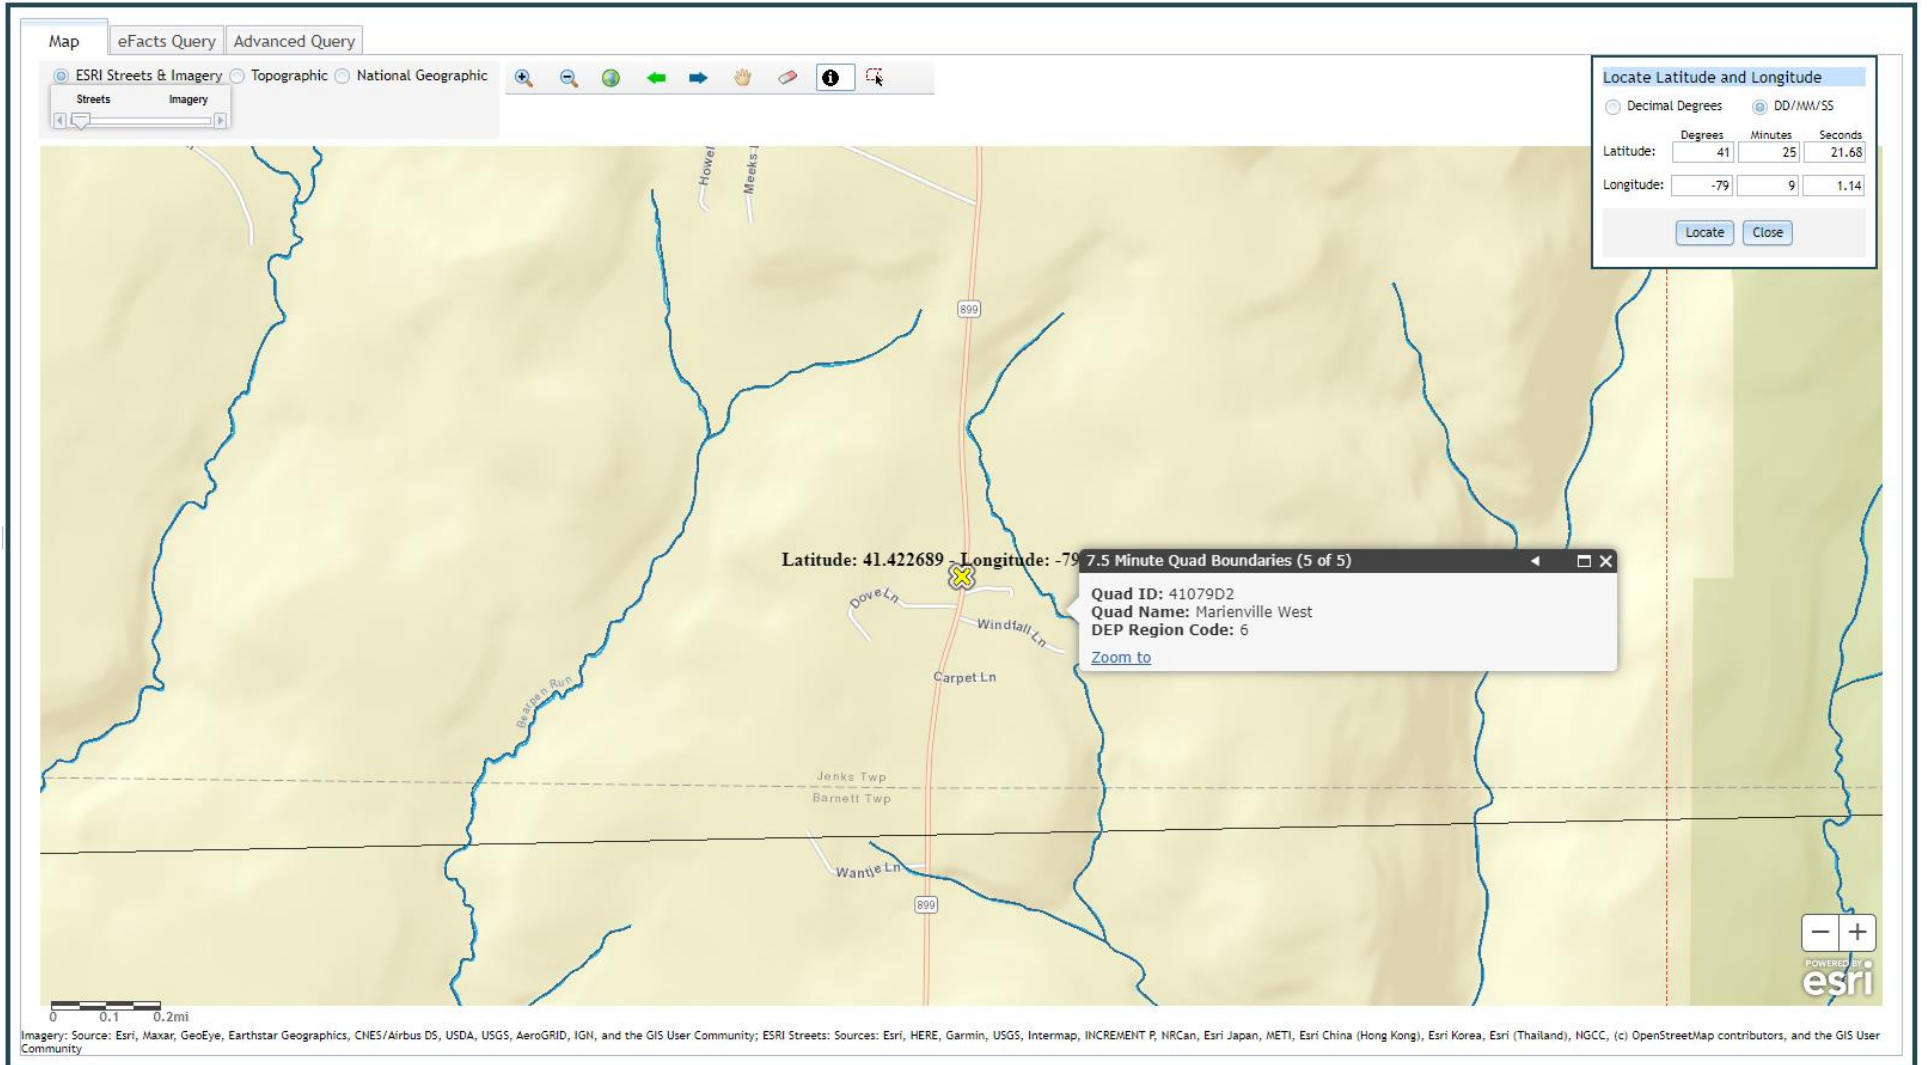 Map eFacts Query Advanced Query
ESRI Streets & Imagery Topographic National Geographic
Streets Imagery
Locate Latitude and Longitude
Decimal Degrees DD/MM/SS
Degrees Minutes Seconds
Latitude: 41 25 21.68
Longitude: -79 9 1.14
Locate Close
Howel
Meeks
899
Latitude: 41.422689 - Longitude: -79
7.5 Minute Quad Boundaries (5 of 5)
Quad ID: 41079D2
Quad Name: Marienville West
DEP Region Code: 6
Zoom to
Dove Ln
Windfall Ln
Carpet Ln
Bearpen Run
Jenks Twp
Barnett Twp
Wantje Ln
899
POWERED BY
esri
0 0.1 0.2mi
Imagery: Source: Esri, Maxar, GeoEye, Earthstar Geographics, CNES/Airbus DS, USDA, USGS, AeroGRID, IGN, and the GIS User Community; ESRI Streets: Sources: Esri, HERE, Garmin, USGS, Intermap, INCREMENT P, NRCan, Esri Japan, METI, Esri China (Hong Kong), Esri Korea, Esri (Thailand), NGCC, (c) OpenStreetMap contributors, and the GIS User
Community